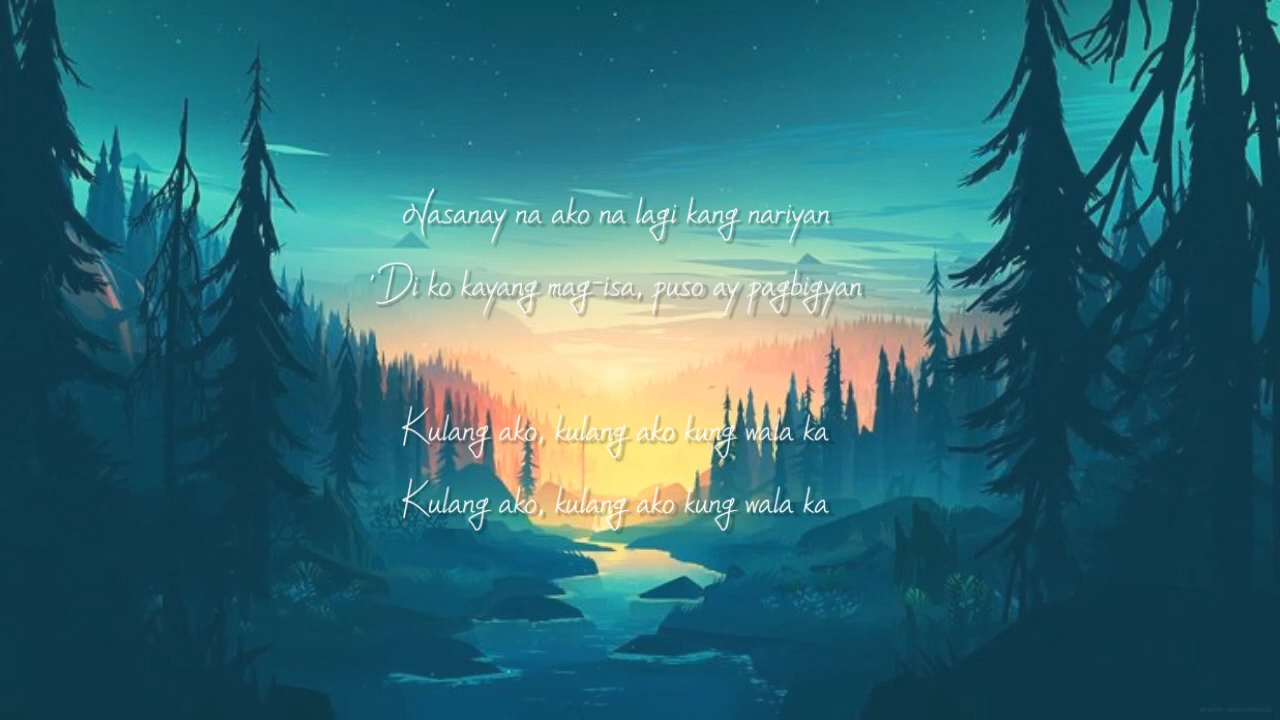 Nasanay na ako na lagi kang nariyan
'Di ko kayang mag-isa, puso ay pagbigyan
Kulang ako, kulang ako kung wala ka
Kulang ako, kulang ako kung wala ka